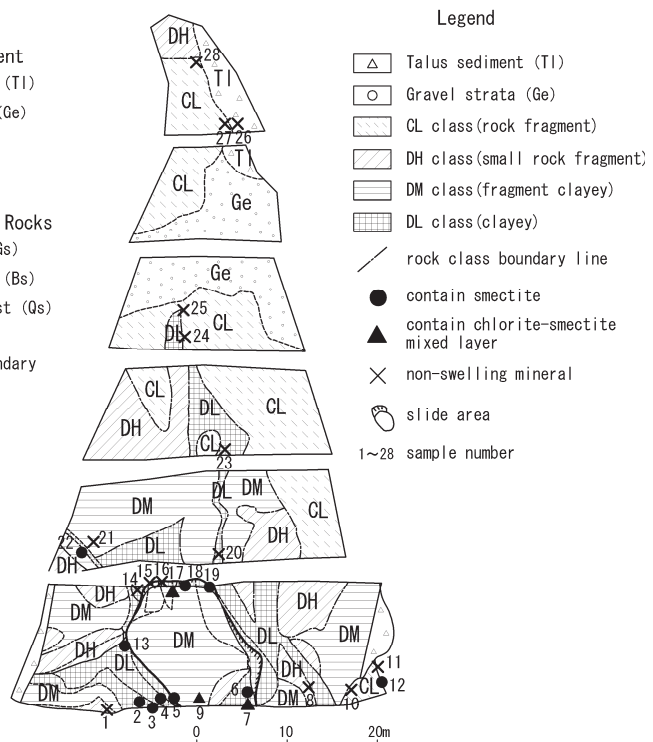 Legend
Talus sediment (Tl)
Gravel strata (Ge)
CL class(rock fragment)
DH class(small rock fragment)
DM class(fragment clayey)
DL class(clayey)
rock class boundary line
contain smectite
contain chlorite-smectite
mixed layer
non-swelling mineral
slide area
1～28 sample number
ent
(Tl)
(Ge)
Rocks
Gs)
(Bs)
st (Qs)
ndary
DH
28
Tl
CL
27 26
Tl
CL
Ge
Ge
25
CL
DL
24
CL
DL
CL
DH
CL
23
DL
DM
DM
CL
21
22
DL
DH
20
DH
15 16 17 18 19
14
DH
DH
DM
DM
DL
DM
13
DH
DL
DH
11
DM
6
CL
12
DM
8
10
1
2
3
4
5
9
7
0
10
20m